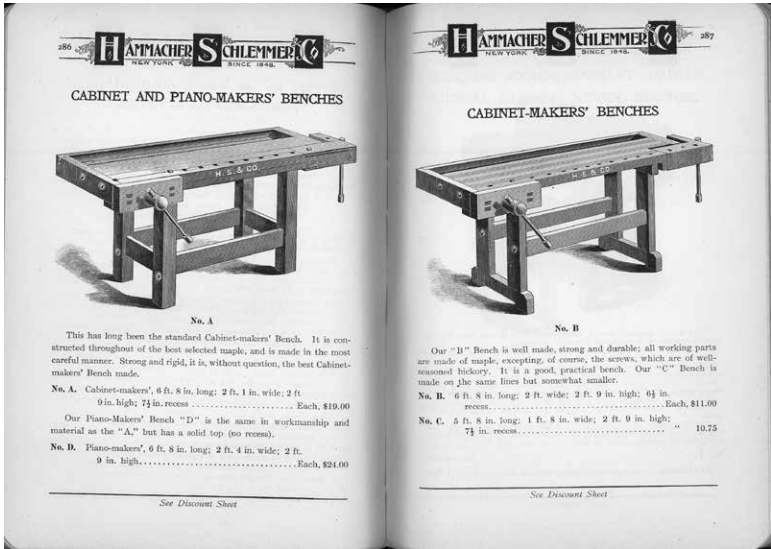 286
HAMMACHER SCHLEMMER & CO
NEW YORK SINCE 1848.
CABINET AND PIANO-MAKERS' BENCHES
H. S. & CO.
No. A
This has long been the standard Cabinet-makers' Bench. It is con-
structed throughout of the best selected maple, and is made in the most
careful manner. Strong and rigid, it is, without question, the best Cabinet-
makers' Bench made.
No. A. Cabinet-makers', 6 ft. 8 in. long; 2 ft. 1 in. wide; 2 ft
9 in. high; 7½ in. recess ........ Each, $19.00
Our Piano-Makers' Bench "D" is the same in workmanship and
material as the "A," but has a solid top (no recess).
No. D. Piano-makers', 6 ft. 8 in. long; 2 ft. 4 in. wide; 2 ft.
9 in. high........ Each, $24.00
See Discount Sheet
HAMMACHER SCHLEMMER & CO
NEW YORK SINCE 1848.
287
CABINET-MAKERS' BENCHES
H. S. & CO.
No. B
Our "B" Bench is well made, strong and durable; all working parts
are made of maple, excepting, of course, the screws, which are of well-
seasoned hickory. It is a good, practical bench. Our "C" Bench is
made on the same lines but somewhat smaller.
No. B. 6 ft. 8 in. long; 2 ft. wide; 2 ft. 9 in. high; 6½ in.
recess........ Each, $11.00
No. C. 5 ft. 8 in. long; 1 ft. 8 in. wide; 2 ft. 9 in. high;
7½ in. recess........ " 10.75
See Discount Sheet